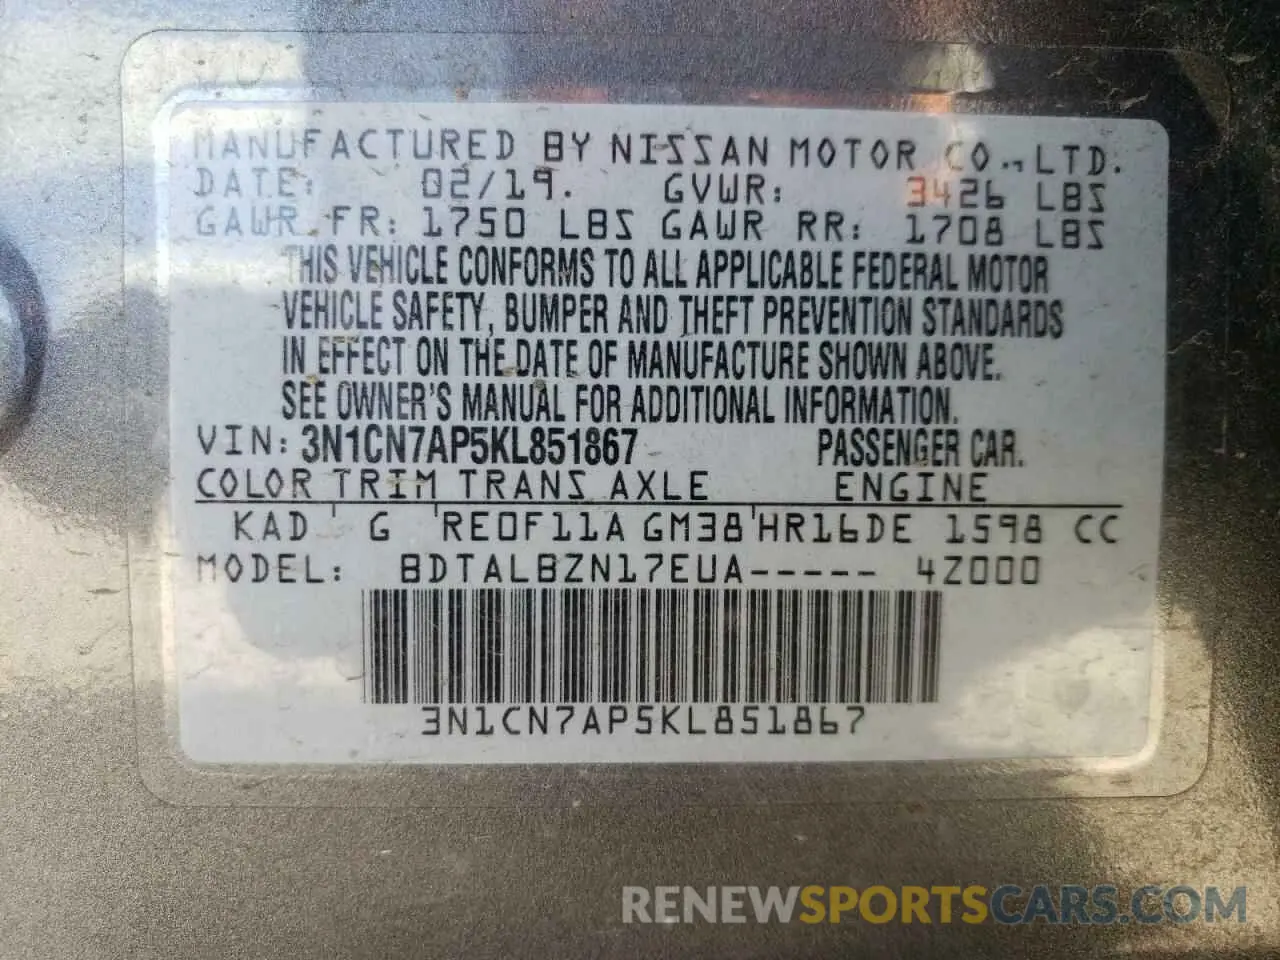 MANUFACTURED BY NISSAN MOTOR CO., LTD.
DATE: 02/19. GVWR: 3426 LBS
GAWR FR: 1750 LBS GAWR RR: 1708 LBS
THIS VEHICLE CONFORMS TO ALL APPLICABLE FEDERAL MOTOR
VEHICLE SAFETY, BUMPER AND THEFT PREVENTION STANDARDS
IN EFFECT ON THE DATE OF MANUFACTURE SHOWN ABOVE.
SEE OWNER'S MANUAL FOR ADDITIONAL INFORMATION.
VIN: 3N1CN7AP5KL851867 PASSENGER CAR.
COLOR TRIM TRANS AXLE ENGINE
KAD ' G 'RE0F11A GM38'HR16DE 1598 CC
MODEL: BDTALBZN17EUA----- 4Z000
3N1CN7AP5KL851867
RENEWSPORTSCARS.COM